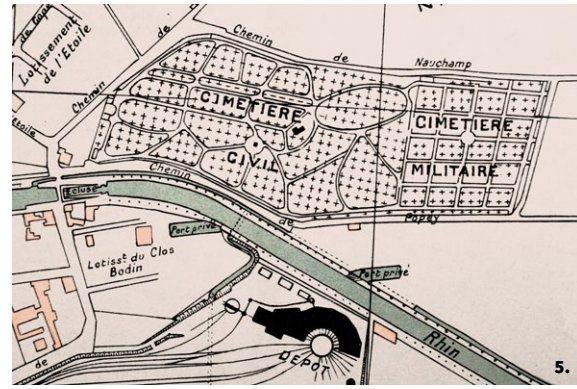 Lotissement
de l'Etoile
Chemin
de
Chemin
de
Nauchamp
CIMETIERE
CIVIL
CIMETIERE
MILITAIRE
Etoile
Chemin
de
Popey
Ecluse
Port privé
Lotisst du Clos
Bodin
Port privé
Rhin
DEPOT
de
5.